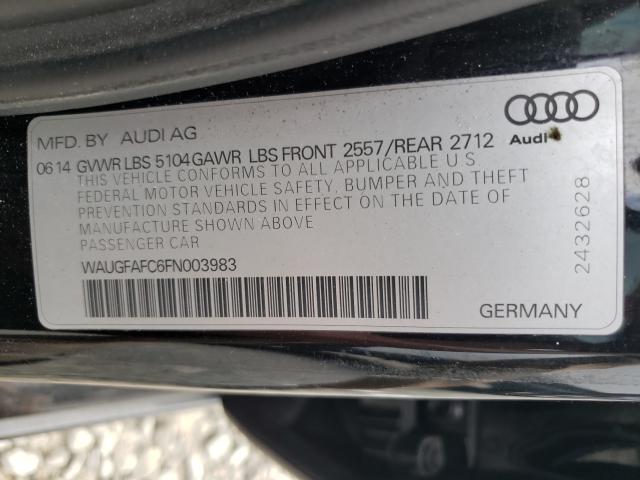 MFD. BY AUDI AG
Audi
06 14 GVWR LBS 5104 GAWR LBS FRONT 2557/REAR 2712
THIS VEHICLE CONFORMS TO ALL APPLICABLE U S
FEDERAL MOTOR VEHICLE SAFETY, BUMPER AND THEFT
PREVENTION STANDARDS IN EFFECT ON THE DATE OF
MANUFACTURE SHOWN ABOVE
PASSENGER CAR
WAUGFAFC6FN003983
GERMANY
2432628